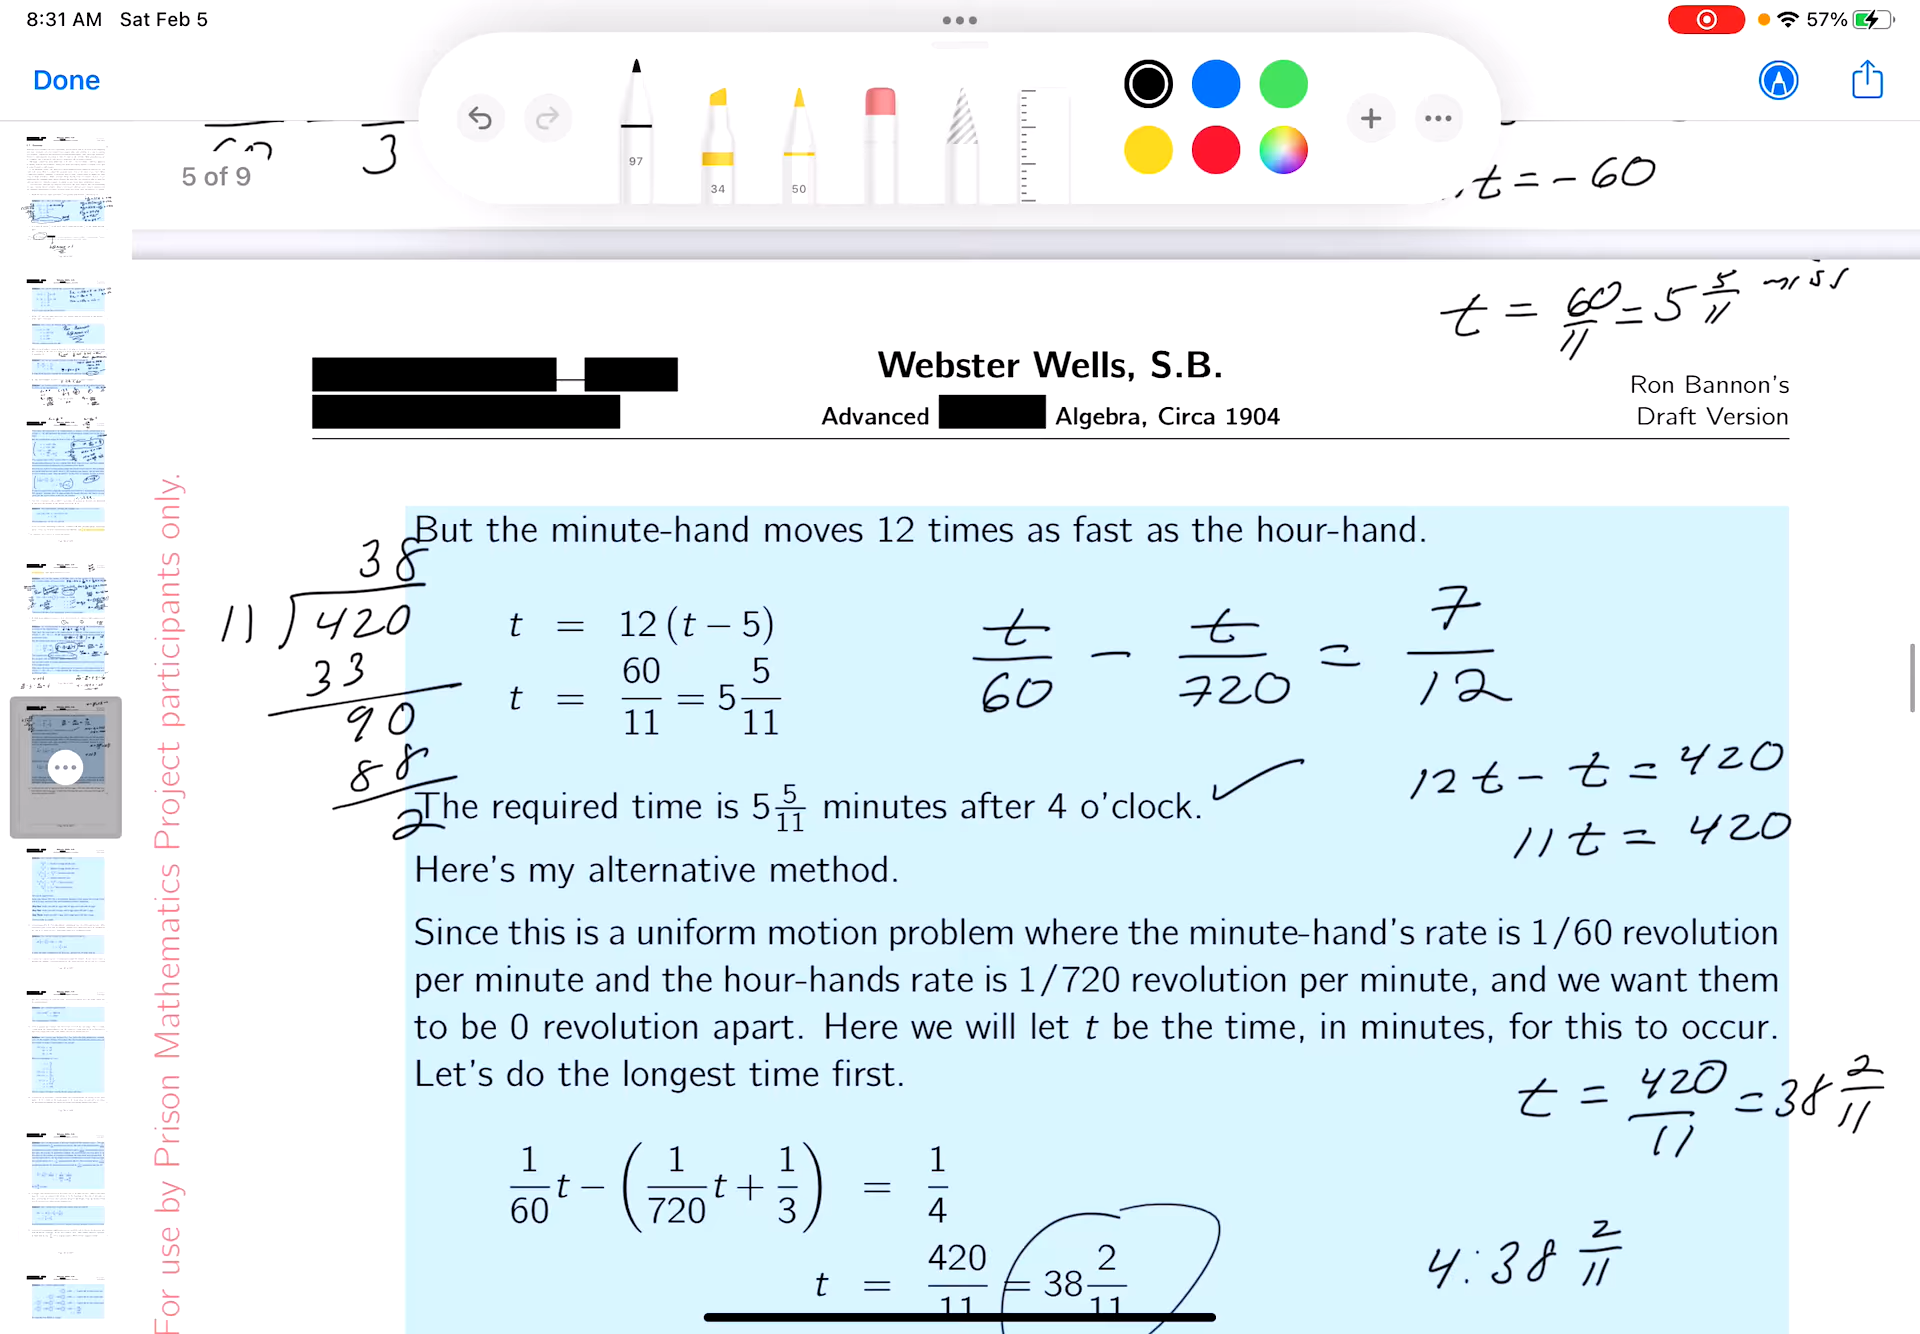 8:31 AM Sat Feb 5
57%
Done
97
34
50
3
5 of 9
t = - 60
t = 60/11 = 5 5/11
Webster Wells, S.B.
Advanced Algebra, Circa 1904
Ron Bannon's
Draft Version
For use by Prison Mathematics Project participants only.
But the minute-hand moves 12 times as fast as the hour-hand.
38
11 ) 420
33
90
88
2
t = 12 (t − 5)
t = 60/11 = 5 5/11
t/60 - t/720 = 7/12
12t - t = 420
11t = 420
The required time is 5 5/11 minutes after 4 o'clock. ✓
Here's my alternative method.
Since this is a uniform motion problem where the minute-hand's rate is 1/60 revolution
per minute and the hour-hands rate is 1/720 revolution per minute, and we want them
to be 0 revolution apart. Here we will let t be the time, in minutes, for this to occur.
Let's do the longest time first.
t = 420/11 = 38 2/11
1/60 t − (1/720 t + 1/3) = 1/4
t = 420/11 = 38 2/11
4:38 2/11